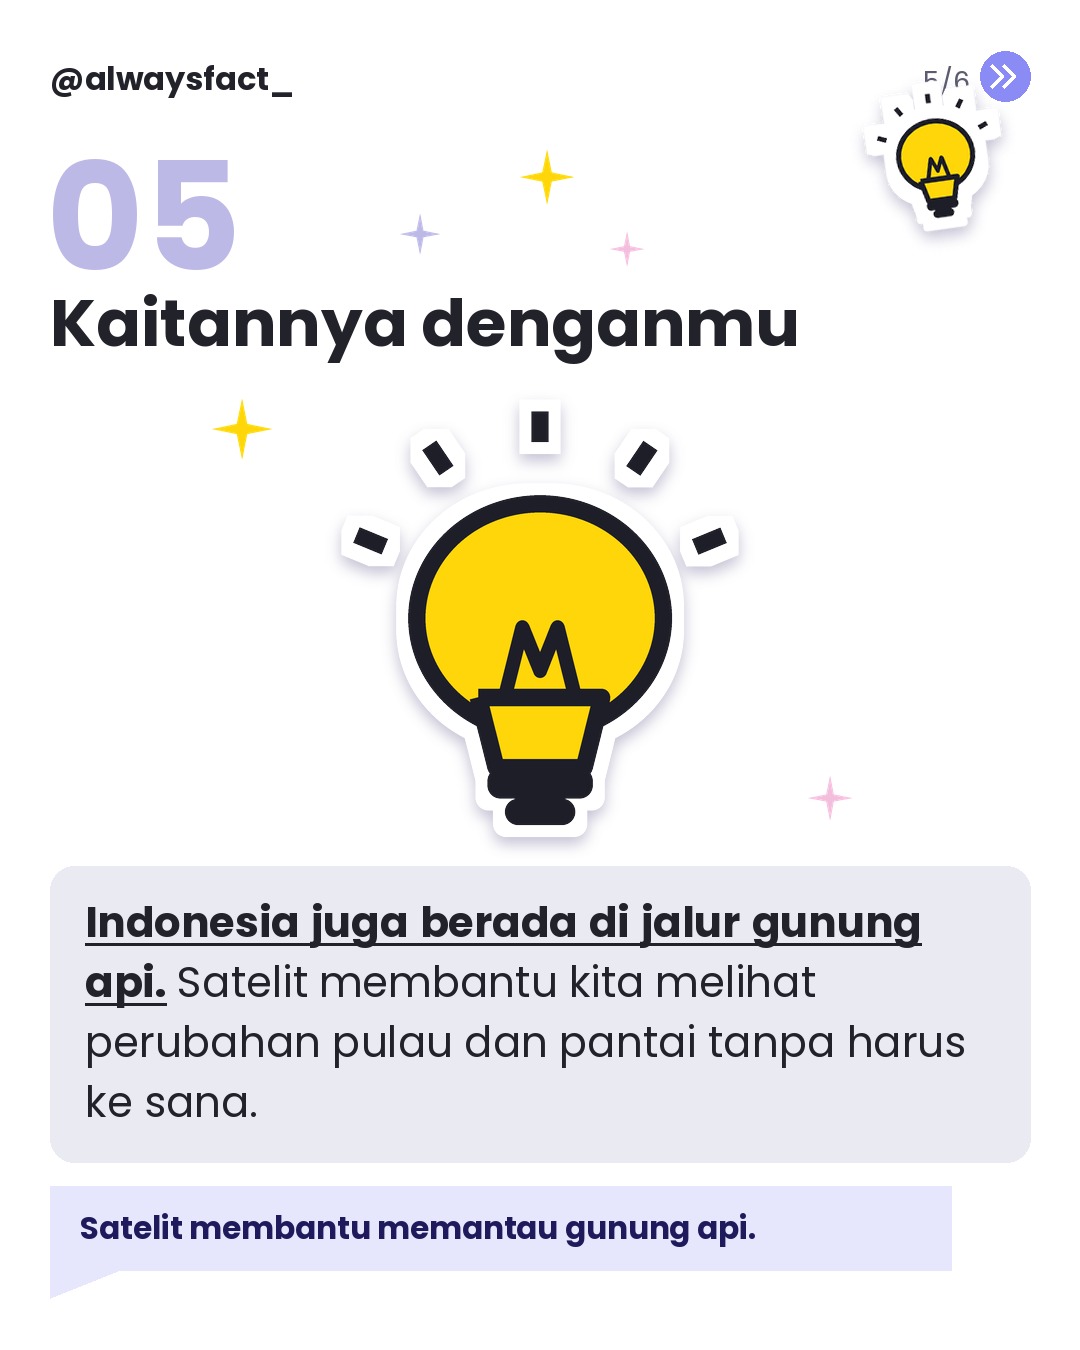 @alwaysfact_
5/6
05
Kaitannya denganmu
Indonesia juga berada di jalur gunung
api. Satelit membantu kita melihat
perubahan pulau dan pantai tanpa harus
ke sana.
Satelit membantu memantau gunung api.